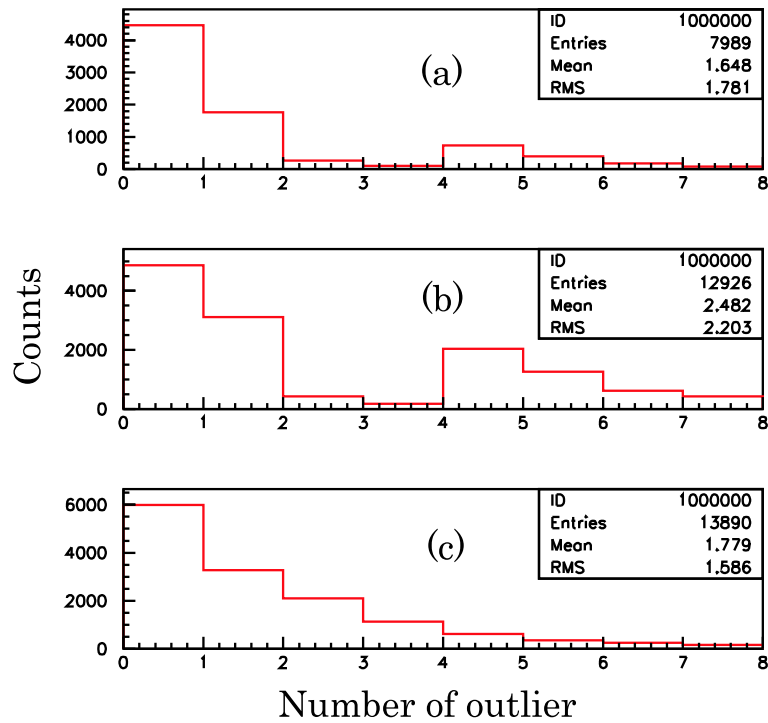 ID 1000000
Entries 7989
Mean 1.648
RMS 1.781
(a)
4000
3000
2000
1000
0
0 1 2 3 4 5 6 7 8
ID 1000000
Entries 12926
Mean 2.482
RMS 2.203
(b)
4000
2000
0
0 1 2 3 4 5 6 7 8
Counts
ID 1000000
Entries 13890
Mean 1.779
RMS 1.586
(c)
6000
4000
2000
0
0 1 2 3 4 5 6 7 8
Number of outlier